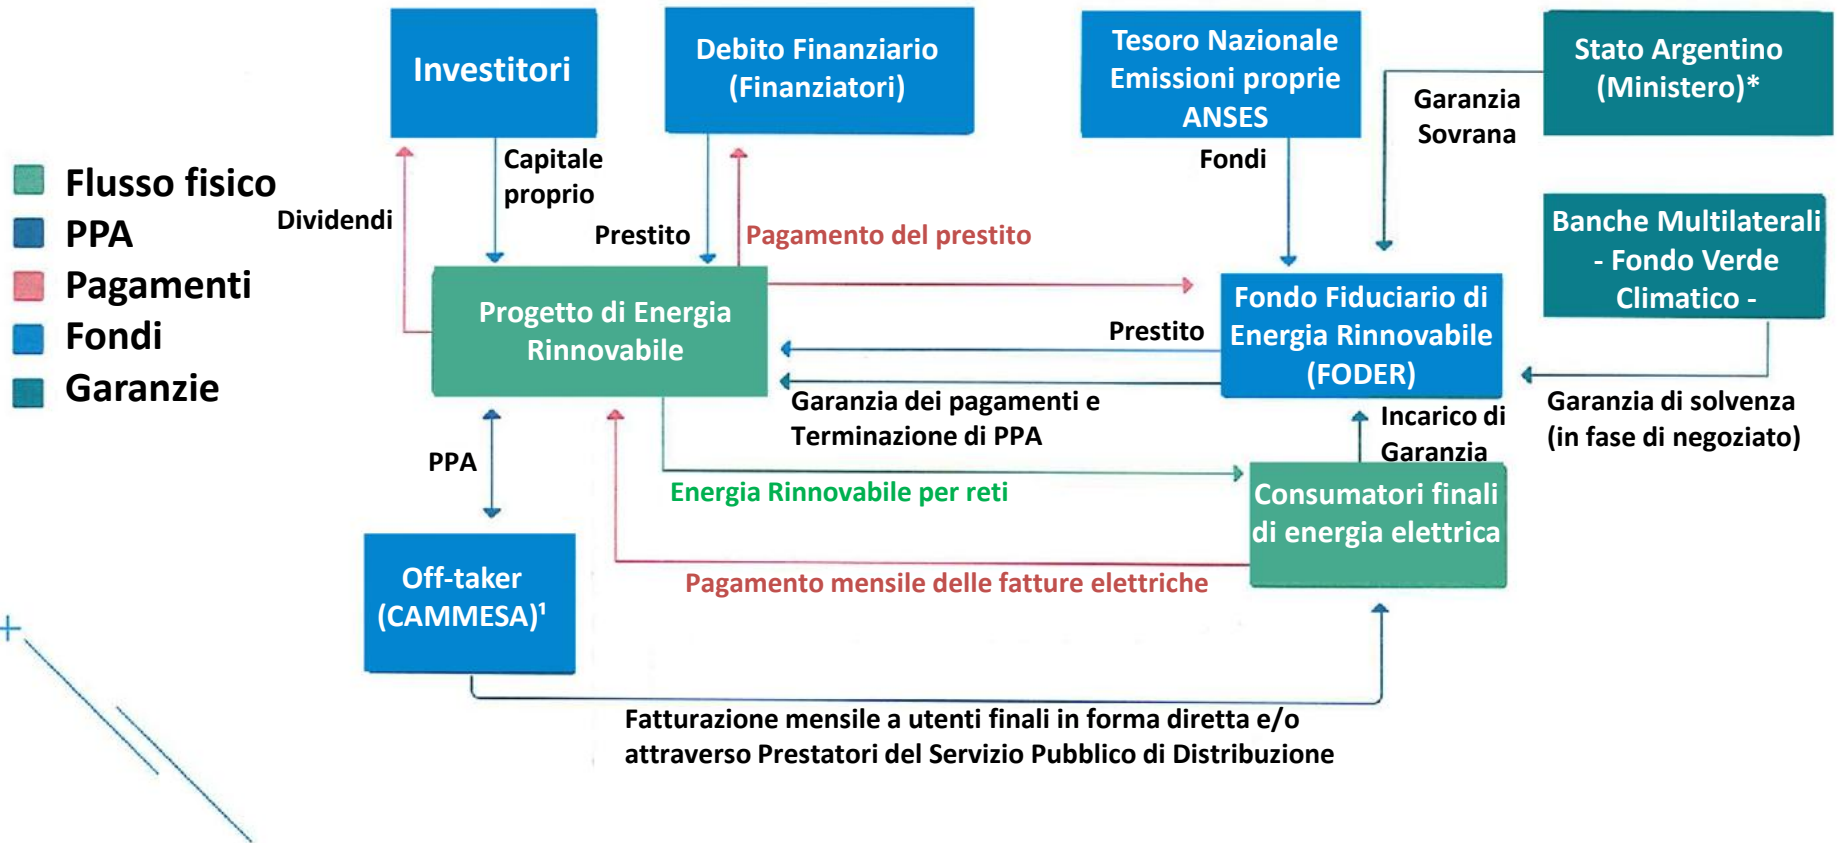 Investitori
Debito Finanziario
(Finanziatori)
Tesoro Nazionale
Emissioni proprie
ANSES
Stato Argentino
(Ministero)*
Garanzia
Sovrana
Capitale
proprio
Fondi
Flusso fisico
PPA
Pagamenti
Fondi
Garanzie
Dividendi
Prestito
Pagamento del prestito
Banche Multilaterali
- Fondo Verde
Climatico -
Progetto di Energia
Rinnovabile
Prestito
Fondo Fiduciario di
Energia Rinnovabile
(FODER)
Garanzia dei pagamenti e
Terminazione di PPA
Incarico di
Garanzia
Garanzia di solvenza
(in fase di negoziato)
PPA
Energia Rinnovabile per reti
Consumatori finali
di energia elettrica
Off-taker
(CAMMESA)¹
Pagamento mensile delle fatture elettriche
Fatturazione mensile a utenti finali in forma diretta e/o
attraverso Prestatori del Servizio Pubblico di Distribuzione